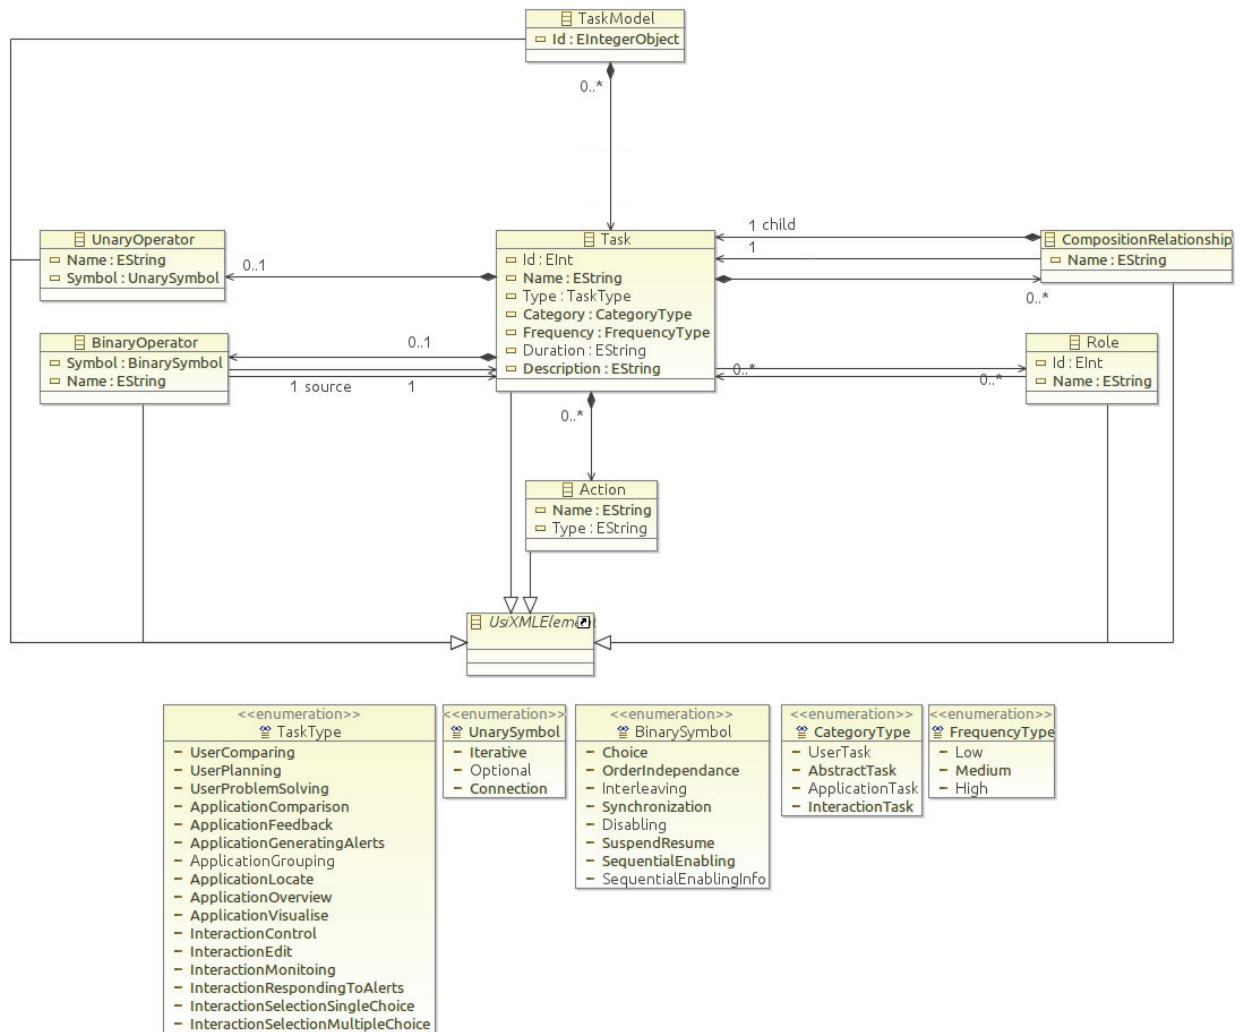 TaskModel
Id : EIntegerObject
0..*
UnaryOperator
Name : EString
Symbol : UnarySymbol
0..1
Task
Id : EInt
Name : EString
Type : TaskType
Category : CategoryType
Frequency : FrequencyType
Duration : EString
Description : EString
1 child
1
0..*
CompositionRelationship
Name : EString
BinaryOperator
Symbol : BinarySymbol
Name : EString
0..1
1 source
1
0..*
0..*
Role
Id : EInt
Name : EString
0..*
Action
Name : EString
Type : EString
UsiXMLElement
<<enumeration>>
TaskType
UserComparing
UserPlanning
UserProblemSolving
ApplicationComparison
ApplicationFeedback
ApplicationGeneratingAlerts
ApplicationGrouping
ApplicationLocate
ApplicationOverview
ApplicationVisualise
InteractionControl
InteractionEdit
InteractionMonitoing
InteractionRespondingToAlerts
InteractionSelectionSingleChoice
InteractionSelectionMultipleChoice
<<enumeration>>
UnarySymbol
Iterative
Optional
Connection
<<enumeration>>
BinarySymbol
Choice
OrderIndependance
Interleaving
Synchronization
Disabling
SuspendResume
SequentialEnabling
SequentialEnablingInfo
<<enumeration>>
CategoryType
UserTask
AbstractTask
ApplicationTask
InteractionTask
<<enumeration>>
FrequencyType
Low
Medium
High